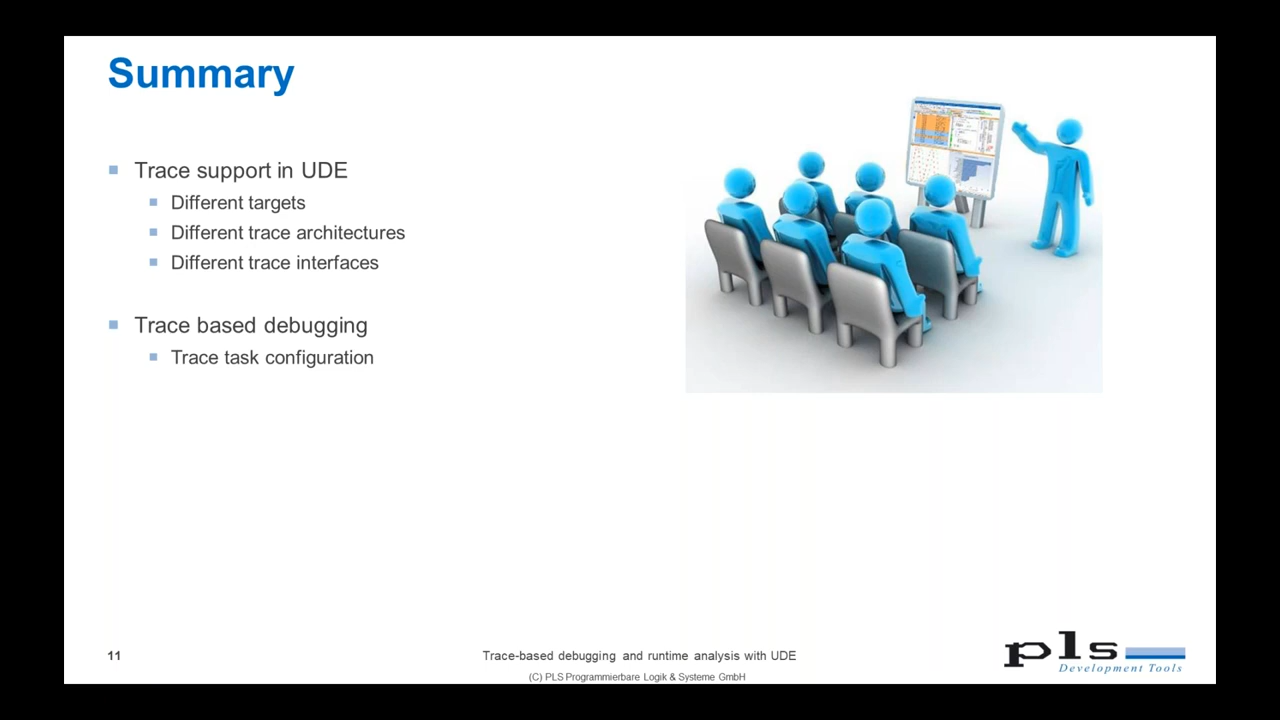 Summary
Trace support in UDE
Different targets
Different trace architectures
Different trace interfaces
Trace based debugging
Trace task configuration
11
Trace-based debugging and runtime analysis with UDE
(C) PLS Programmierbare Logik & Systeme GmbH
pls
Development Tools